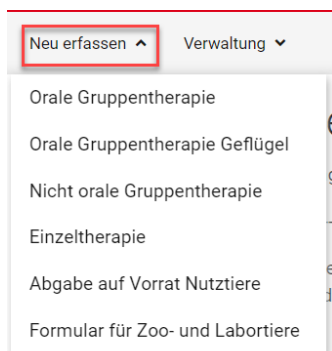 Neu erfassen Verwaltung
Orale Gruppentherapie
Orale Gruppentherapie Geflügel
Nicht orale Gruppentherapie
Einzeltherapie
Abgabe auf Vorrat Nutztiere
Formular für Zoo- und Labortiere